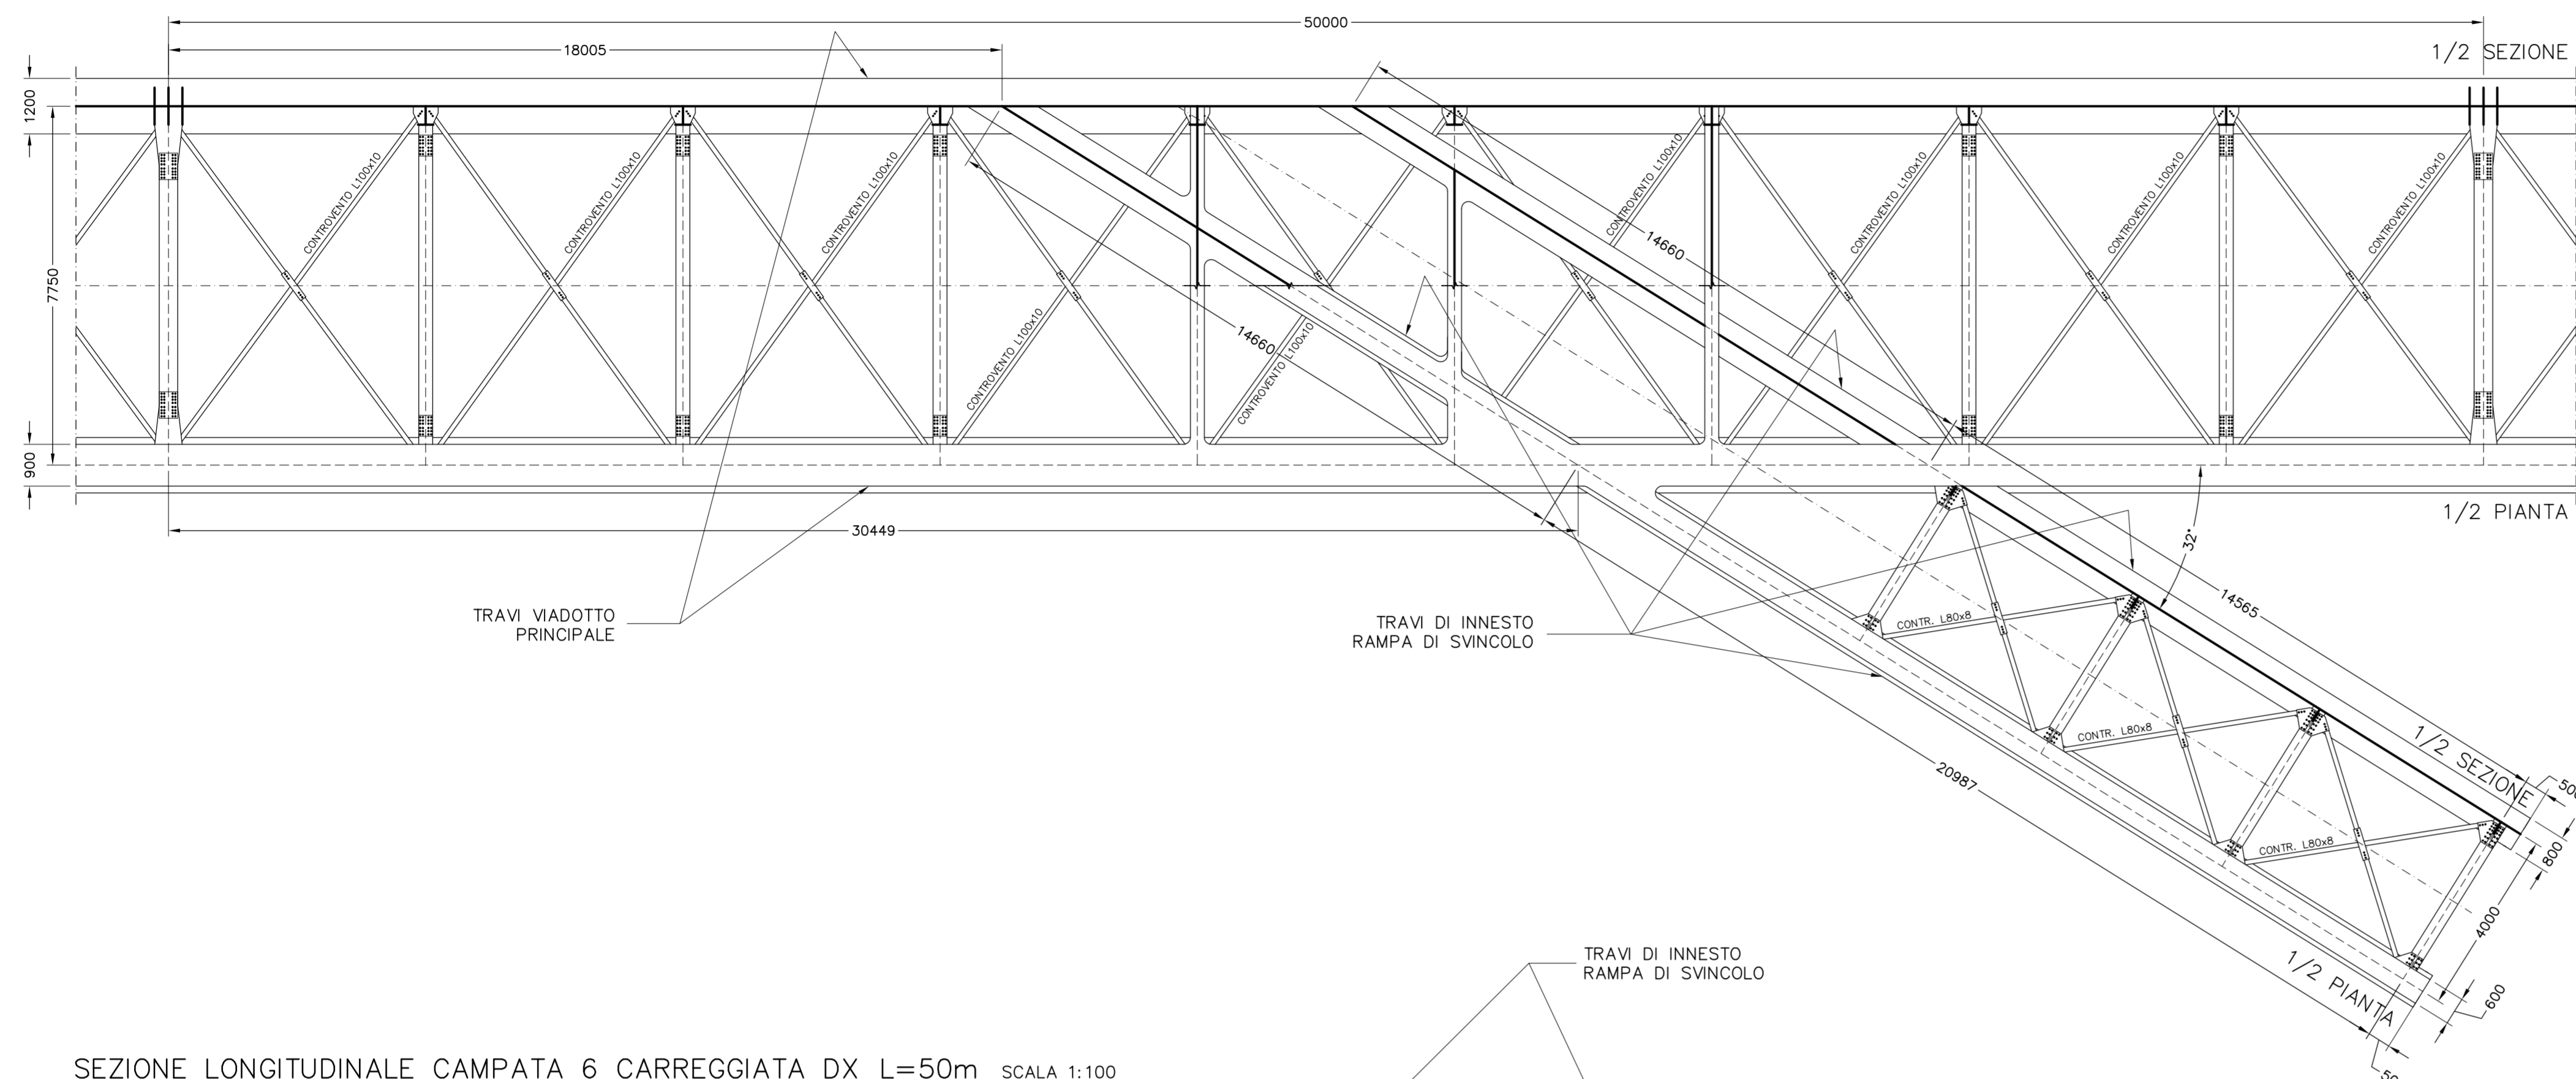 50000
18005
1/2 SEZIONE
1200
CONTROVENTO L100x10
CONTROVENTO L100x10
CONTROVENTO L100x10
CONTROVENTO L100x10
CONTROVENTO L100x10
CONTROVENTO L100x10
CONTROVENTO L100x10
14660
7750
14660
CONTROVENTO L100x10
CONTROVENTO L100x10
900
30449
1/2 PIANTA
32°
TRAVI VIADOTTO
PRINCIPALE
TRAVI DI INNESTO
RAMPA DI SVINCOLO
14565
CONTR. L80x8
CONTR. L80x8
CONTR. L80x8
1/2 SEZIONE
20987
800
4000
600
1/2 PIANTA
TRAVI DI INNESTO
RAMPA DI SVINCOLO
SEZIONE LONGITUDINALE CAMPATA 6 CARREGGIATA DX L=50m SCALA 1:100